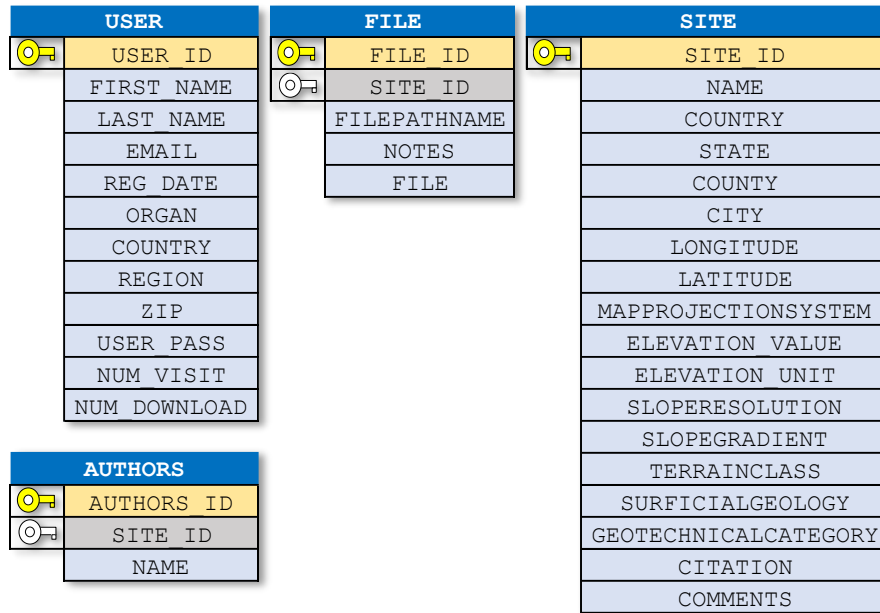 USER
USER_ID
FIRST_NAME
LAST_NAME
EMAIL
REG_DATE
ORGAN
COUNTRY
REGION
ZIP
USER_PASS
NUM_VISIT
NUM_DOWNLOAD
FILE
FILE_ID
SITE_ID
FILEPATHNAME
NOTES
FILE
SITE
SITE_ID
NAME
COUNTRY
STATE
COUNTY
CITY
LONGITUDE
LATITUDE
MAPPROJECTIONSYSTEM
ELEVATION_VALUE
ELEVATION_UNIT
SLOPERESOLUTION
SLOPEGRADIENT
TERRAINCLASS
SURFICIALGEOLOGY
GEOTECHNICALCATEGORY
CITATION
COMMENTS
AUTHORS
AUTHORS_ID
SITE_ID
NAME